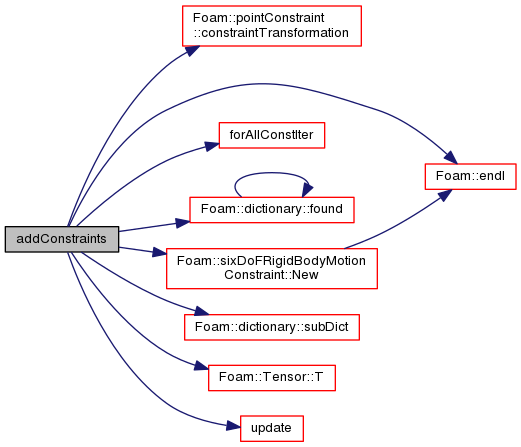 Foam::pointConstraint
::constraintTransformation
forAllConstIter
Foam::endl
Foam::dictionary::found
addConstraints
Foam::sixDoFRigidBodyMotion
Constraint::New
Foam::dictionary::subDict
Foam::Tensor::T
update